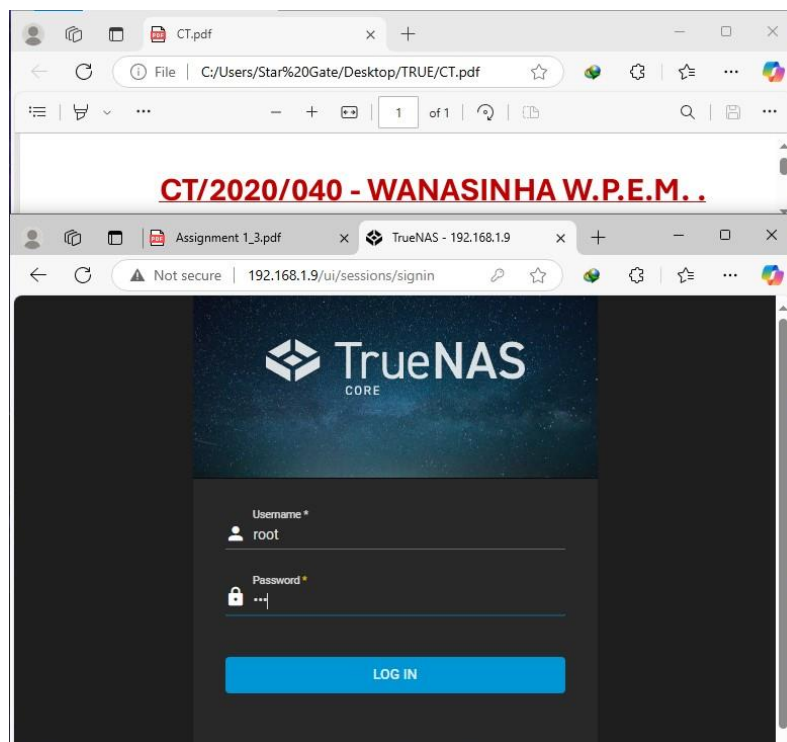 CT.pdf
File C:/Users/Star%20Gate/Desktop/TRUE/CT.pdf
1 of 1
CT/2020/040 - WANASINHA W.P.E.M. .
Assignment 1_3.pdf TrueNAS - 192.168.1.9
Not secure 192.168.1.9/ui/sessions/signin
TrueNAS
CORE
Username *
root
Password *
LOG IN